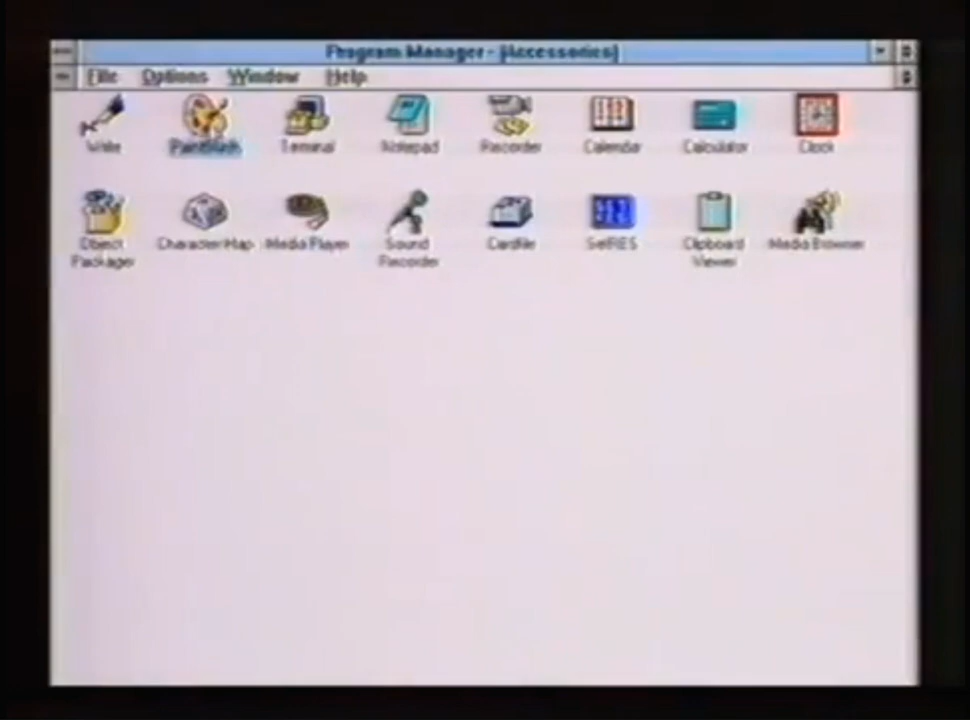 Program Manager - [Accessories]
File Options Window Help
Write Paintbrush Terminal Notepad Recorder Calendar Calculator Clock
Object Packager Character Map Media Player Sound Recorder Cardfile SelRES Clipboard Viewer Media Browser